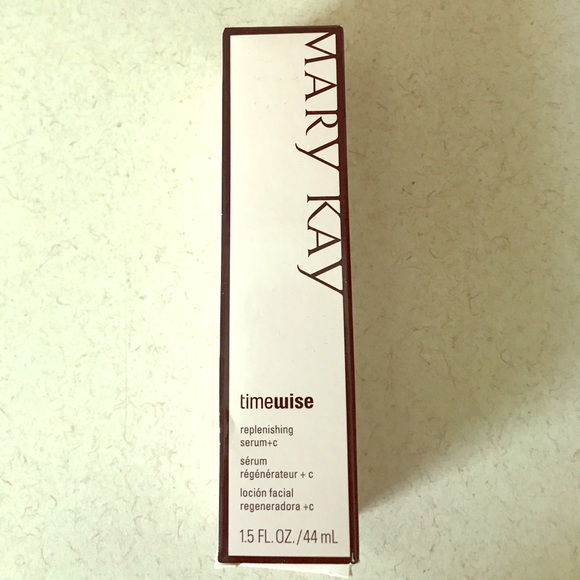 MARY KAY
timewise
replenishing
serum+c
sérum
régénérateur + c
loción facial
regeneradora +c
1.5 FL. OZ./44 mL